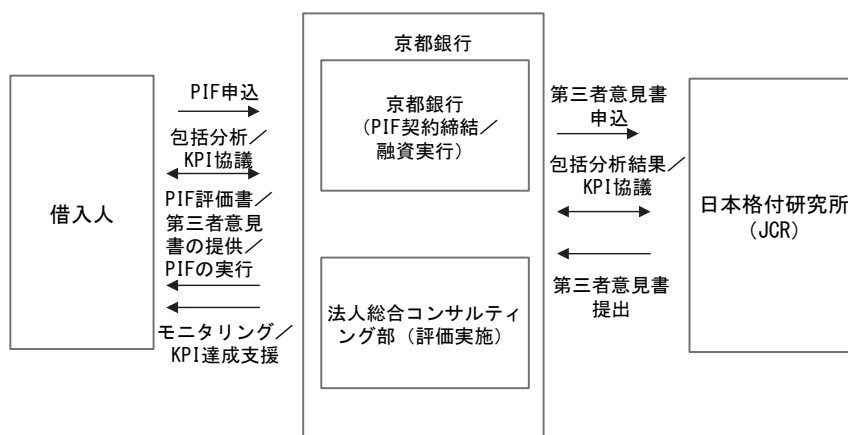 京都銀行
借入人
PIF申込
包括分析／
KPI協議
PIF評価書／
第三者意見
書の提供／
PIFの実行
モニタリング／
KPI達成支援
京都銀行
（PIF契約締結／
融資実行）
法人総合コンサルティ
ング部（評価実施）
第三者意見書
申込
包括分析結果／
KPI協議
第三者意見書
提出
日本格付研究所
（JCR）